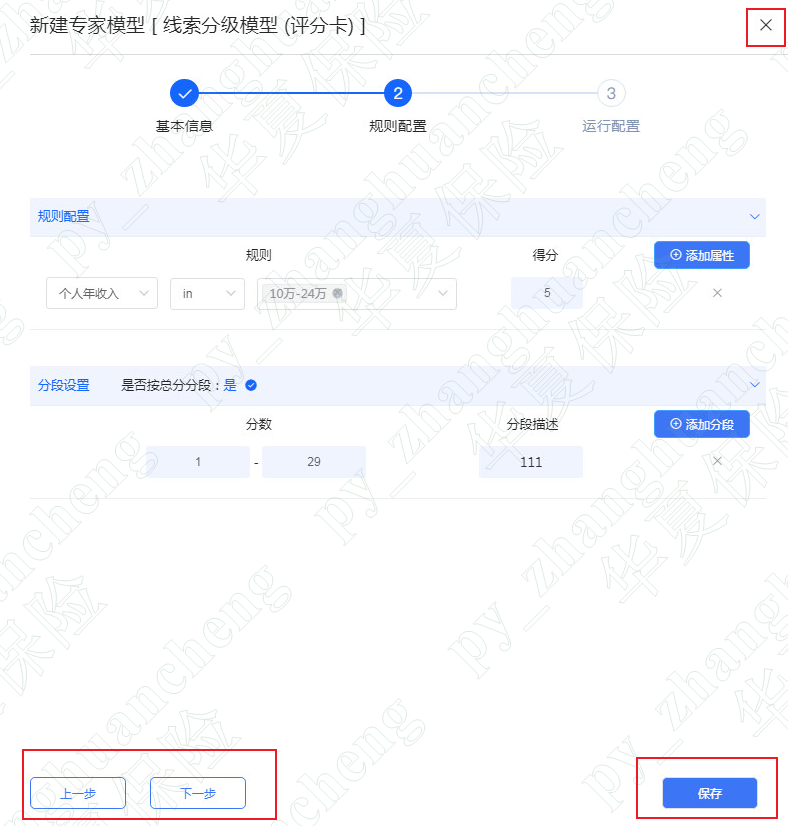 新建专家模型 [ 线索分级模型 (评分卡) ]
2 3
基本信息 规则配置 运行配置
规则配置
规则 得分 添加属性
个人年收入 in 10万-24万 5
分段设置 是否按总分分段：是
分数 分段描述 添加分段
1 - 29 111
上一步 下一步 保存
py_zhanghuancheng
华夏保险